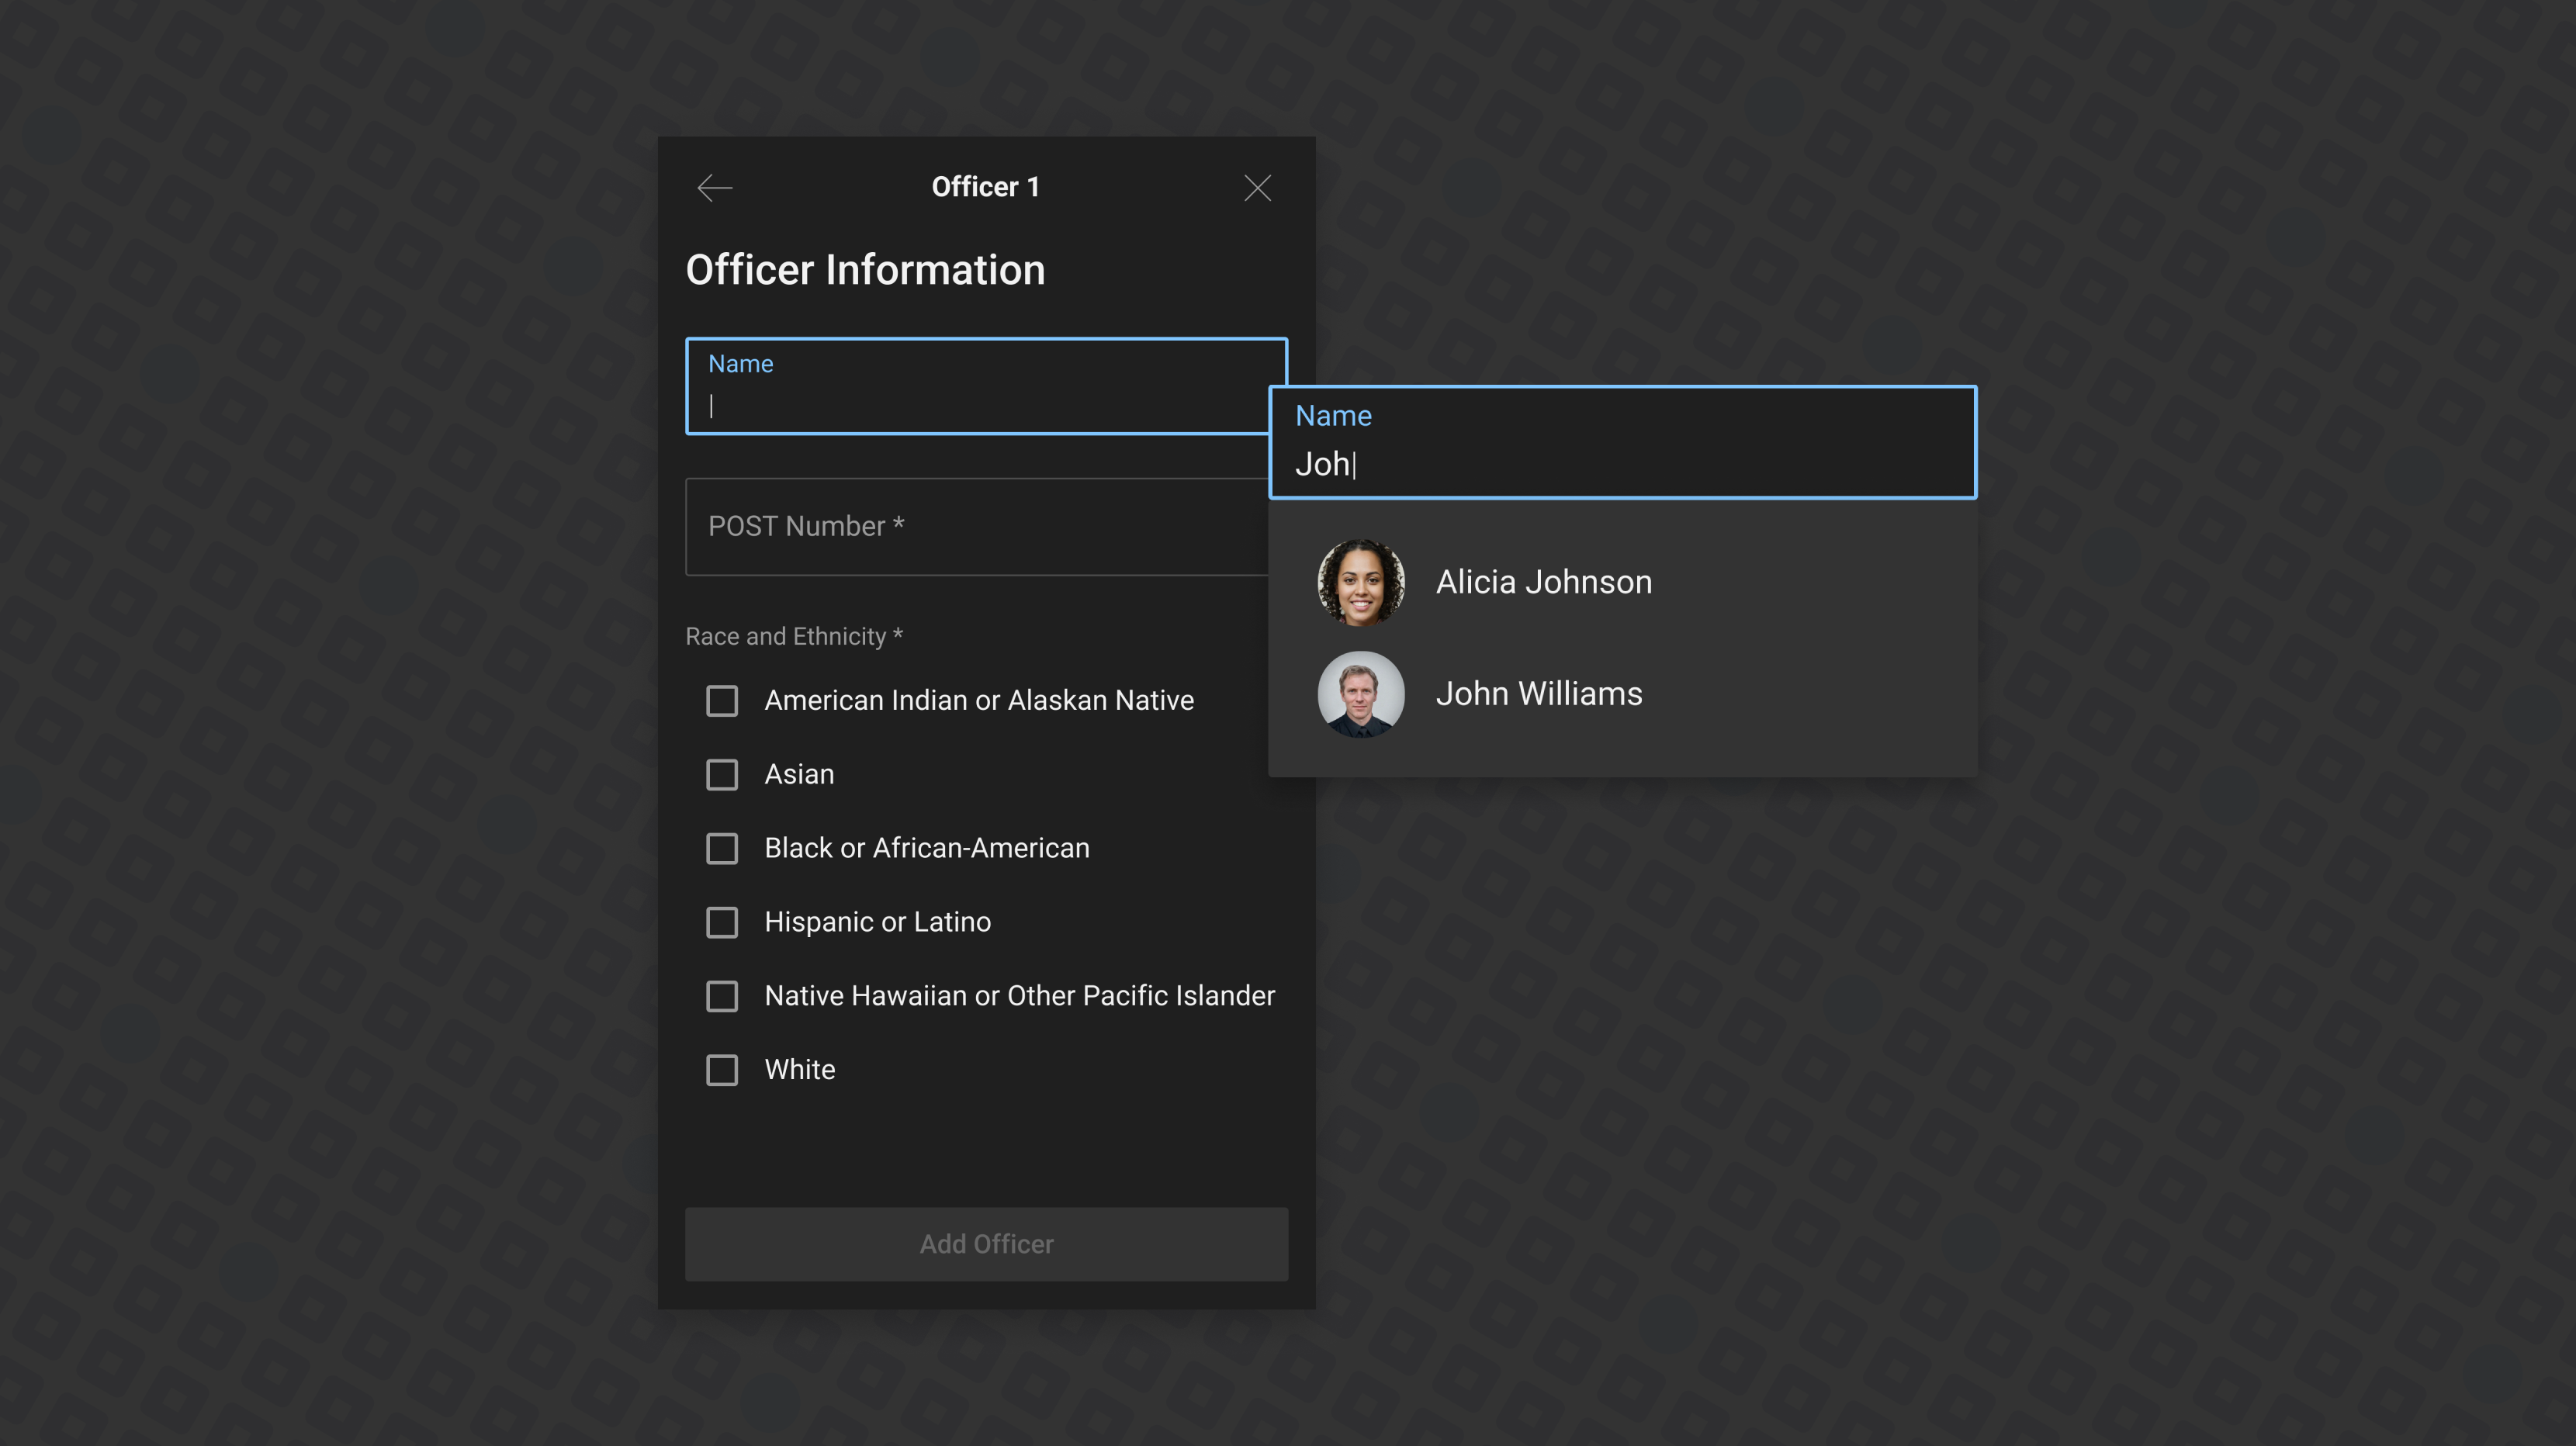 Officer 1
Officer Information
Name
POST Number *
Race and Ethnicity *
American Indian or Alaskan Native
Asian
Black or African-American
Hispanic or Latino
Native Hawaiian or Other Pacific Islander
White
Add Officer
Name
Joh
Alicia Johnson
John Williams